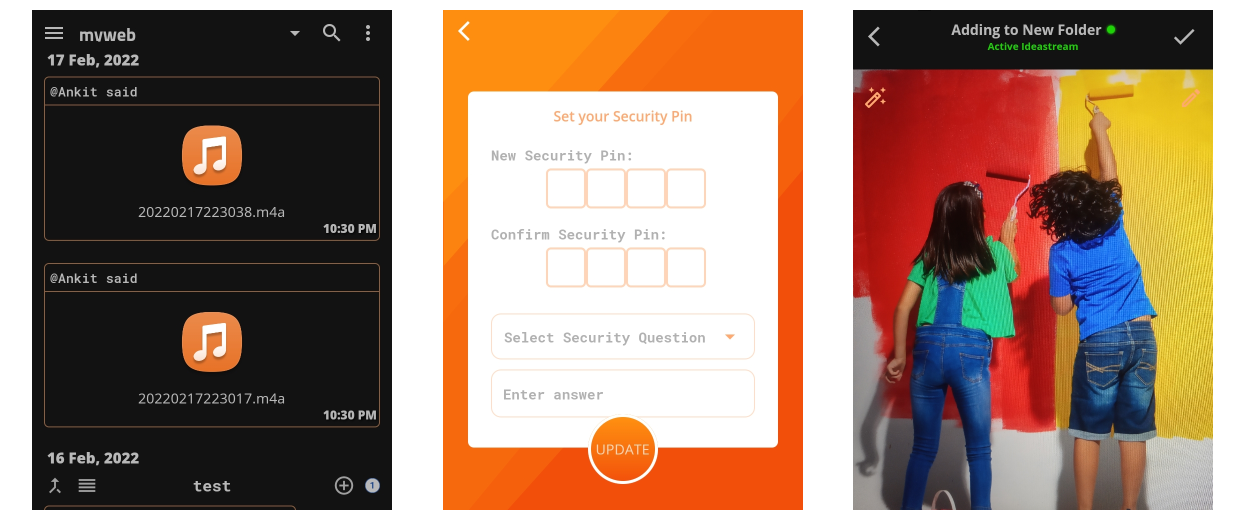 mvweb
17 Feb, 2022
@Ankit said
20220217223038.m4a
10:30 PM
@Ankit said
20220217223017.m4a
10:30 PM
16 Feb, 2022
test
1
Set your Security Pin
New Security Pin:
Confirm Security Pin:
Select Security Question
Enter answer
UPDATE
Adding to New Folder
Active Ideastream